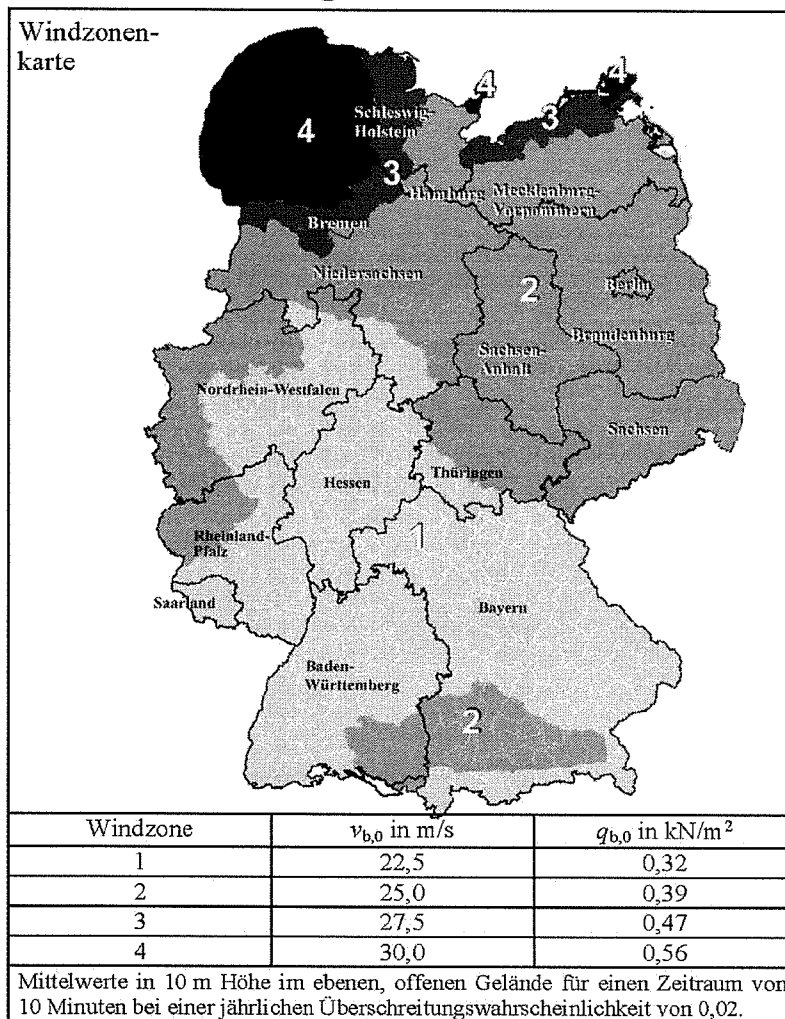 Windzonen-
karte
4
4
Schleswig-
Holstein
3
4
3
Hamburg
Mecklenburg-
Vorpommern
Bremen
Niedersachsen
2
Berlin
Brandenburg
Sachsen-
Anhalt
Nordrhein-Westfalen
Sachsen
Thüringen
Hessen
1
Rheinland-
Pfalz
Saarland
Bayern
Baden-
Württemberg
2
Windzone vb,0 in m/s qb,0 in kN/m²
1 22,5 0,32
2 25,0 0,39
3 27,5 0,47
4 30,0 0,56
Mittelwerte in 10 m Höhe im ebenen, offenen Gelände für einen Zeitraum von
10 Minuten bei einer jährlichen Überschreitungswahrscheinlichkeit von 0,02.